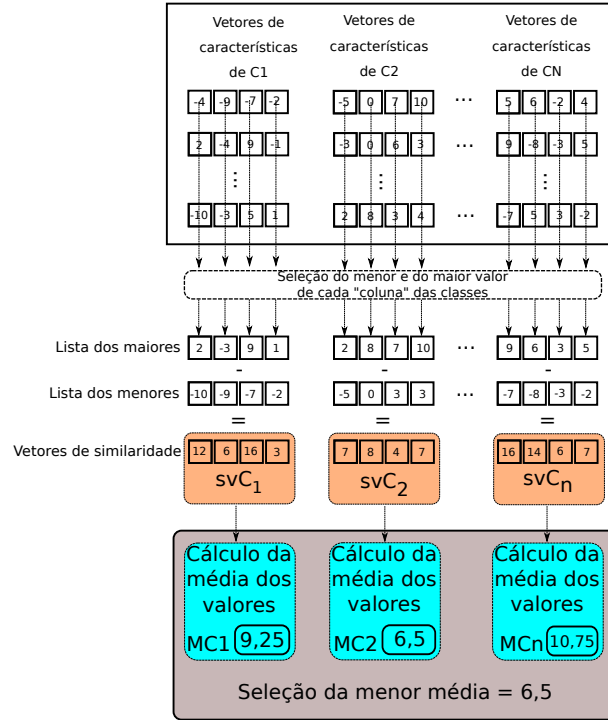 Vetores de características de C1
Vetores de características de C2
Vetores de características de CN
-4 -9 -7 -2 -5 0 7 10 ... 5 6 -2 4
2 -4 9 -1 -3 0 6 3 9 -8 -3 5
⋮ ⋮ ⋮
-10 -3 5 1 2 8 3 4 ... -7 5 3 -2
Seleção do menor e do maior valor
de cada "coluna" das classes
Lista dos maiores 2 -3 9 1 2 8 7 10 ... 9 6 3 5
- - -
Lista dos menores -10 -9 -7 -2 -5 0 3 3 ... -7 -8 -3 -2
= = =
Vetores de similaridade 12 6 16 3 7 8 4 7 16 14 6 7
svC1 svC2 svCn
Cálculo da média dos valores
MC1 9,25
Cálculo da média dos valores
MC2 6,5
Cálculo da média dos valores
MCn 10,75
Seleção da menor média = 6,5